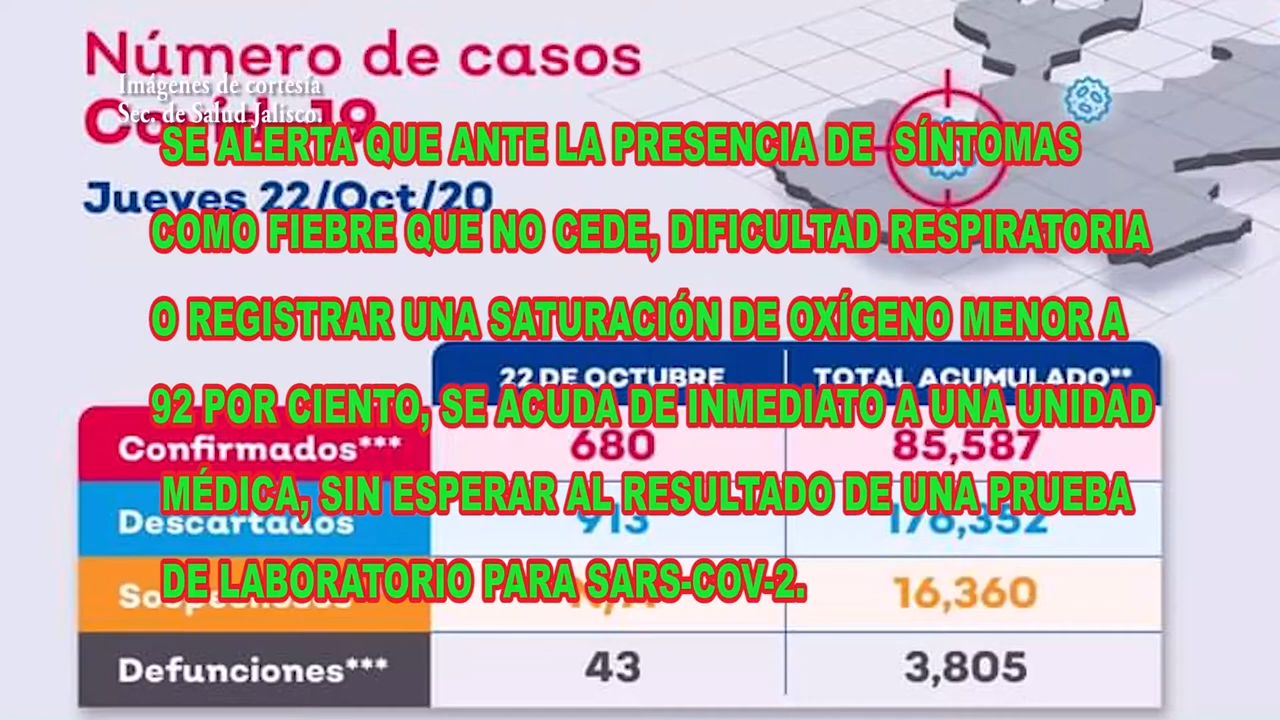 Número de casos
Imágenes de cortesía
Sec. de Salud Jalisco.
SE ALERTA QUE ANTE LA PRESENCIA DE SÍNTOMAS
Jueves 22/Oct/20
COMO FIEBRE QUE NO CEDE, DIFICULTAD RESPIRATORIA
O REGISTRAR UNA SATURACIÓN DE OXÍGENO MENOR A
22 DE OCTUBRE TOTAL ACUMULADO**
92 POR CIENTO, SE ACUDA DE INMEDIATO A UNA UNIDAD
Confirmados*** 680 85,587
MÉDICA, SIN ESPERAR AL RESULTADO DE UNA PRUEBA
Descartados 913
DE LABORATORIO PARA SARS-COV-2.
16,360
Defunciones*** 43 3,805